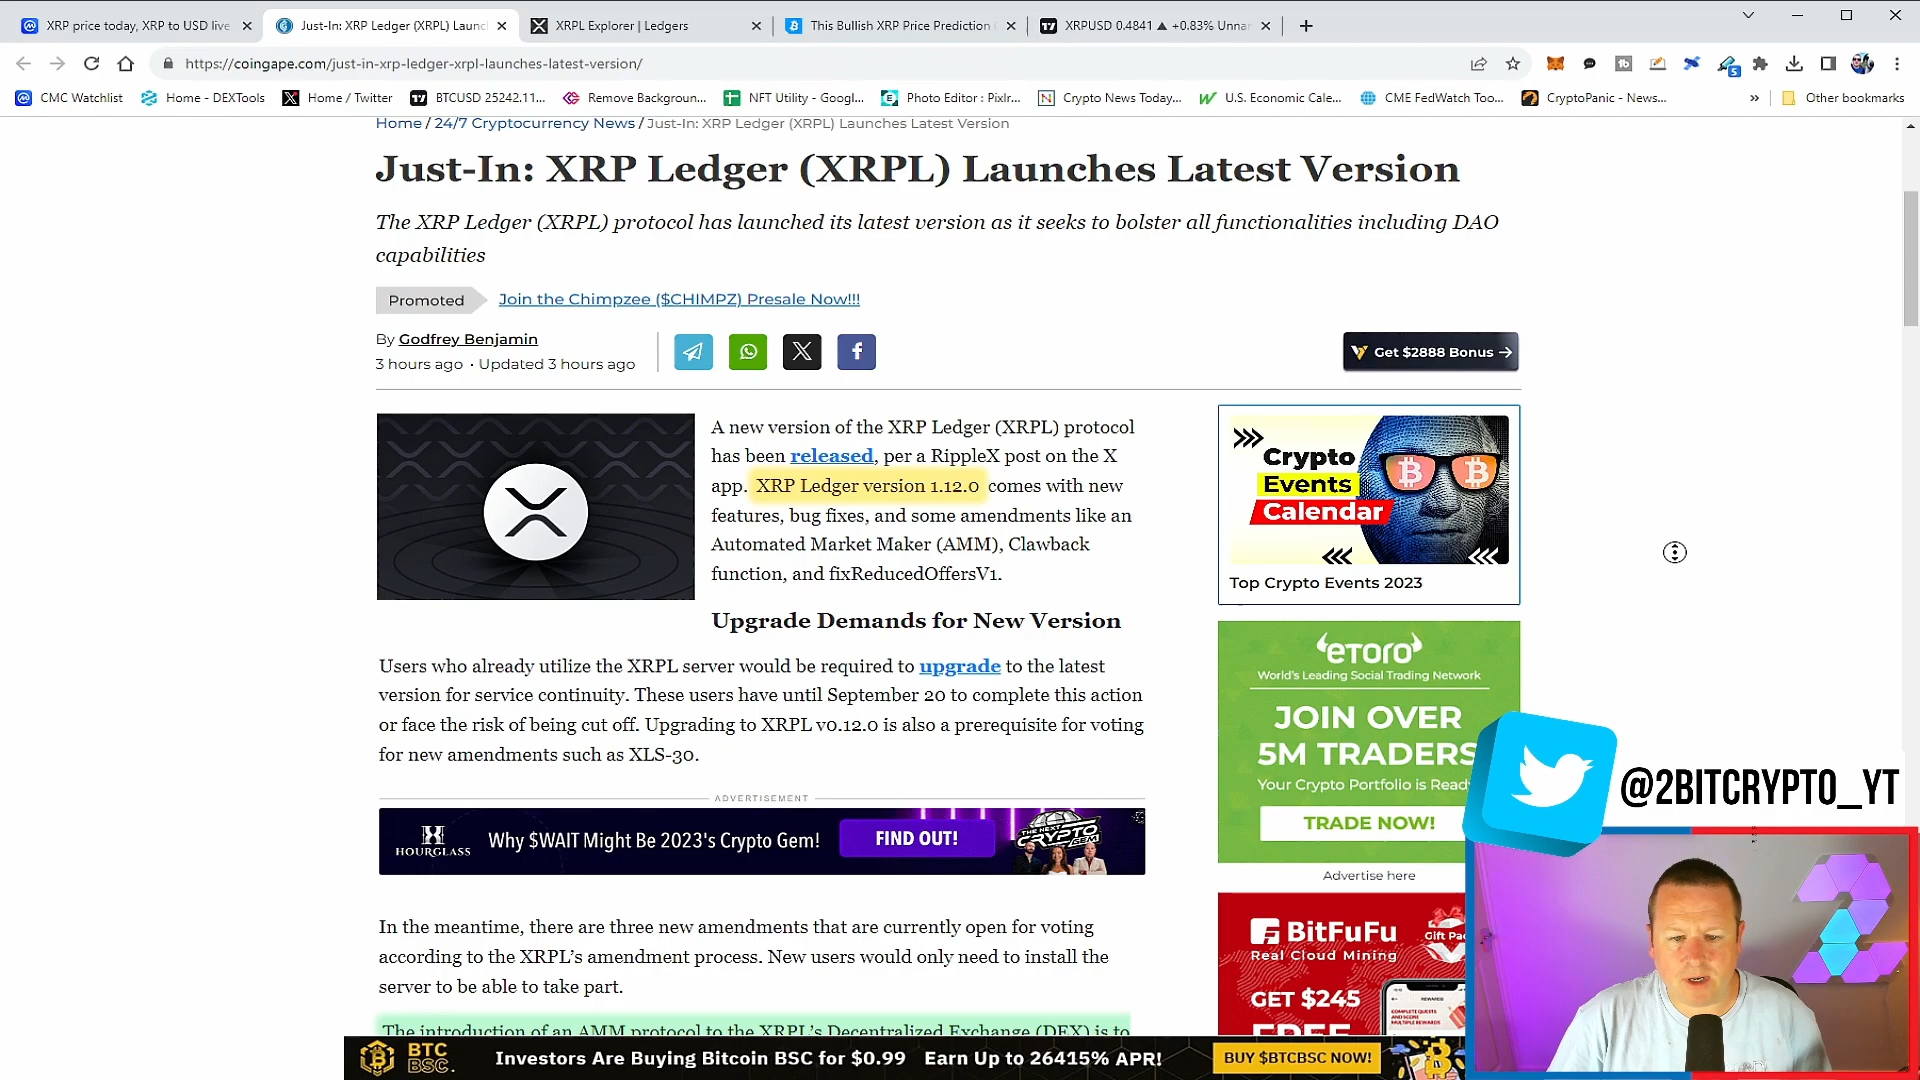 XRP price today, XRP to USD live
Just-In: XRP Ledger (XRPL) Launc
XRPL Explorer | Ledgers
This Bullish XRP Price Prediction
XRPUSD 0.4841 ▲ +0.83% Unna
https://coingape.com/just-in-xrp-ledger-xrpl-launches-latest-version/
CMC Watchlist
Home - DEXTools
Home / Twitter
BTCUSD 25242.11...
Remove Backgroun...
NFT Utility - Googl...
Photo Editor : Pixlr...
Crypto News Today...
U.S. Economic Cale...
CME FedWatch Too...
CryptoPanic - News...
Other bookmarks
Home / 24/7 Cryptocurrency News / Just-In: XRP Ledger (XRPL) Launches Latest Version
Just-In: XRP Ledger (XRPL) Launches Latest Version
The XRP Ledger (XRPL) protocol has launched its latest version as it seeks to bolster all functionalities including DAO
capabilities
Promoted
Join the Chimpzee ($CHIMPZ) Presale Now!!!
By Godfrey Benjamin
3 hours ago · Updated 3 hours ago
Get $2888 Bonus →
A new version of the XRP Ledger (XRPL) protocol
has been released, per a RippleX post on the X
app. XRP Ledger version 1.12.0 comes with new
features, bug fixes, and some amendments like an
Automated Market Maker (AMM), Clawback
function, and fixReducedOffersV1.
Upgrade Demands for New Version
Users who already utilize the XRPL server would be required to upgrade to the latest
version for service continuity. These users have until September 20 to complete this action
or face the risk of being cut off. Upgrading to XRPL v0.12.0 is also a prerequisite for voting
for new amendments such as XLS-30.
ADVERTISEMENT
HOURGLASS
Why $WAIT Might Be 2023's Crypto Gem!
FIND OUT!
THE NEXT
CRYPTO
GEM
In the meantime, there are three new amendments that are currently open for voting
according to the XRPL's amendment process. New users would only need to install the
server to be able to take part.
The introduction of an AMM protocol to the XRPL's Decentralized Exchange (DEX) is to
Crypto
Events
Calendar
Top Crypto Events 2023
eTORO
World's Leading Social Trading Network
JOIN OVER
5M TRADERS
Your Crypto Portfolio is Read
TRADE NOW!
Advertise here
BitFuFu
Real Cloud Mining
Gift Pac
GET $245
FREE
REWARDS
@2BITCRYPTO_YT
BTC
BSC.
Investors Are Buying Bitcoin BSC for $0.99 Earn Up to 26415% APR!
BUY $BTCBSC NOW!